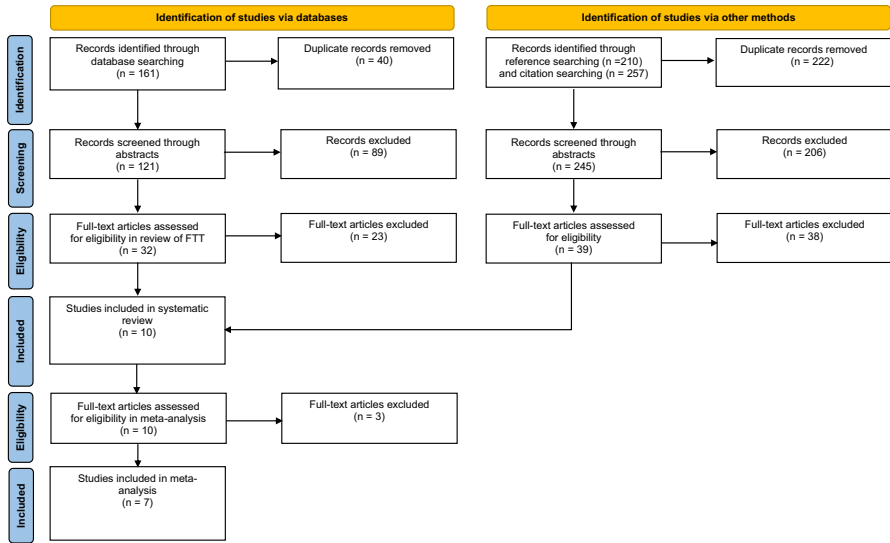 Identification of studies via databases
Identification of studies via other methods
Identification
Records identified through
database searching
(n = 161)
Duplicate records removed
(n = 40)
Records identified through
reference searching (n =210)
and citation searching (n = 257)
Duplicate records removed
(n = 222)
Screening
Records screened through
abstracts
(n = 121)
Records excluded
(n = 89)
Records screened through
abstracts
(n = 245)
Records excluded
(n = 206)
Eligibility
Full-text articles assessed
for eligibility in review of FTT
(n = 32)
Full-text articles excluded
(n = 23)
Full-text articles assessed
for eligibility
(n = 39)
Full-text articles excluded
(n = 38)
Included
Studies included in systematic
review
(n = 10)
Eligibility
Full-text articles assessed
for eligibility in meta-analysis
(n = 10)
Full-text articles excluded
(n = 3)
Included
Studies included in meta-
analysis
(n = 7)